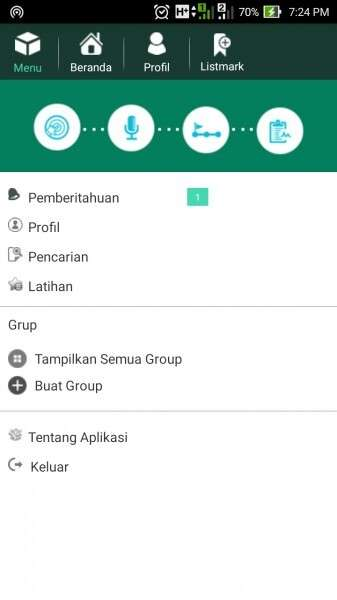 70% 7:24 PM
Menu Beranda Profil Listmark
Pemberitahuan 1
Profil
Pencarian
Latihan
Grup
Tampilkan Semua Group
Buat Group
Tentang Aplikasi
Keluar